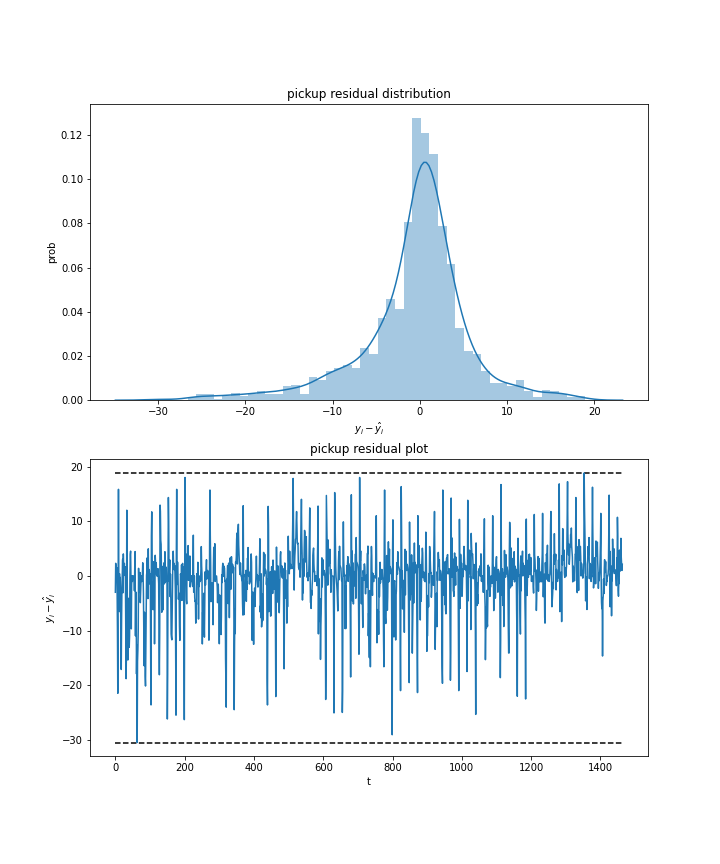 pickup residual distribution
prob
0.12
0.10
0.08
0.06
0.04
0.02
0.00
−30 −20 −10 0 10 20
$y_i - \hat{y}_i$
pickup residual plot
$y_i - \hat{y}_i$
20
10
0
−10
−20
−30
0 200 400 600 800 1000 1200 1400
t